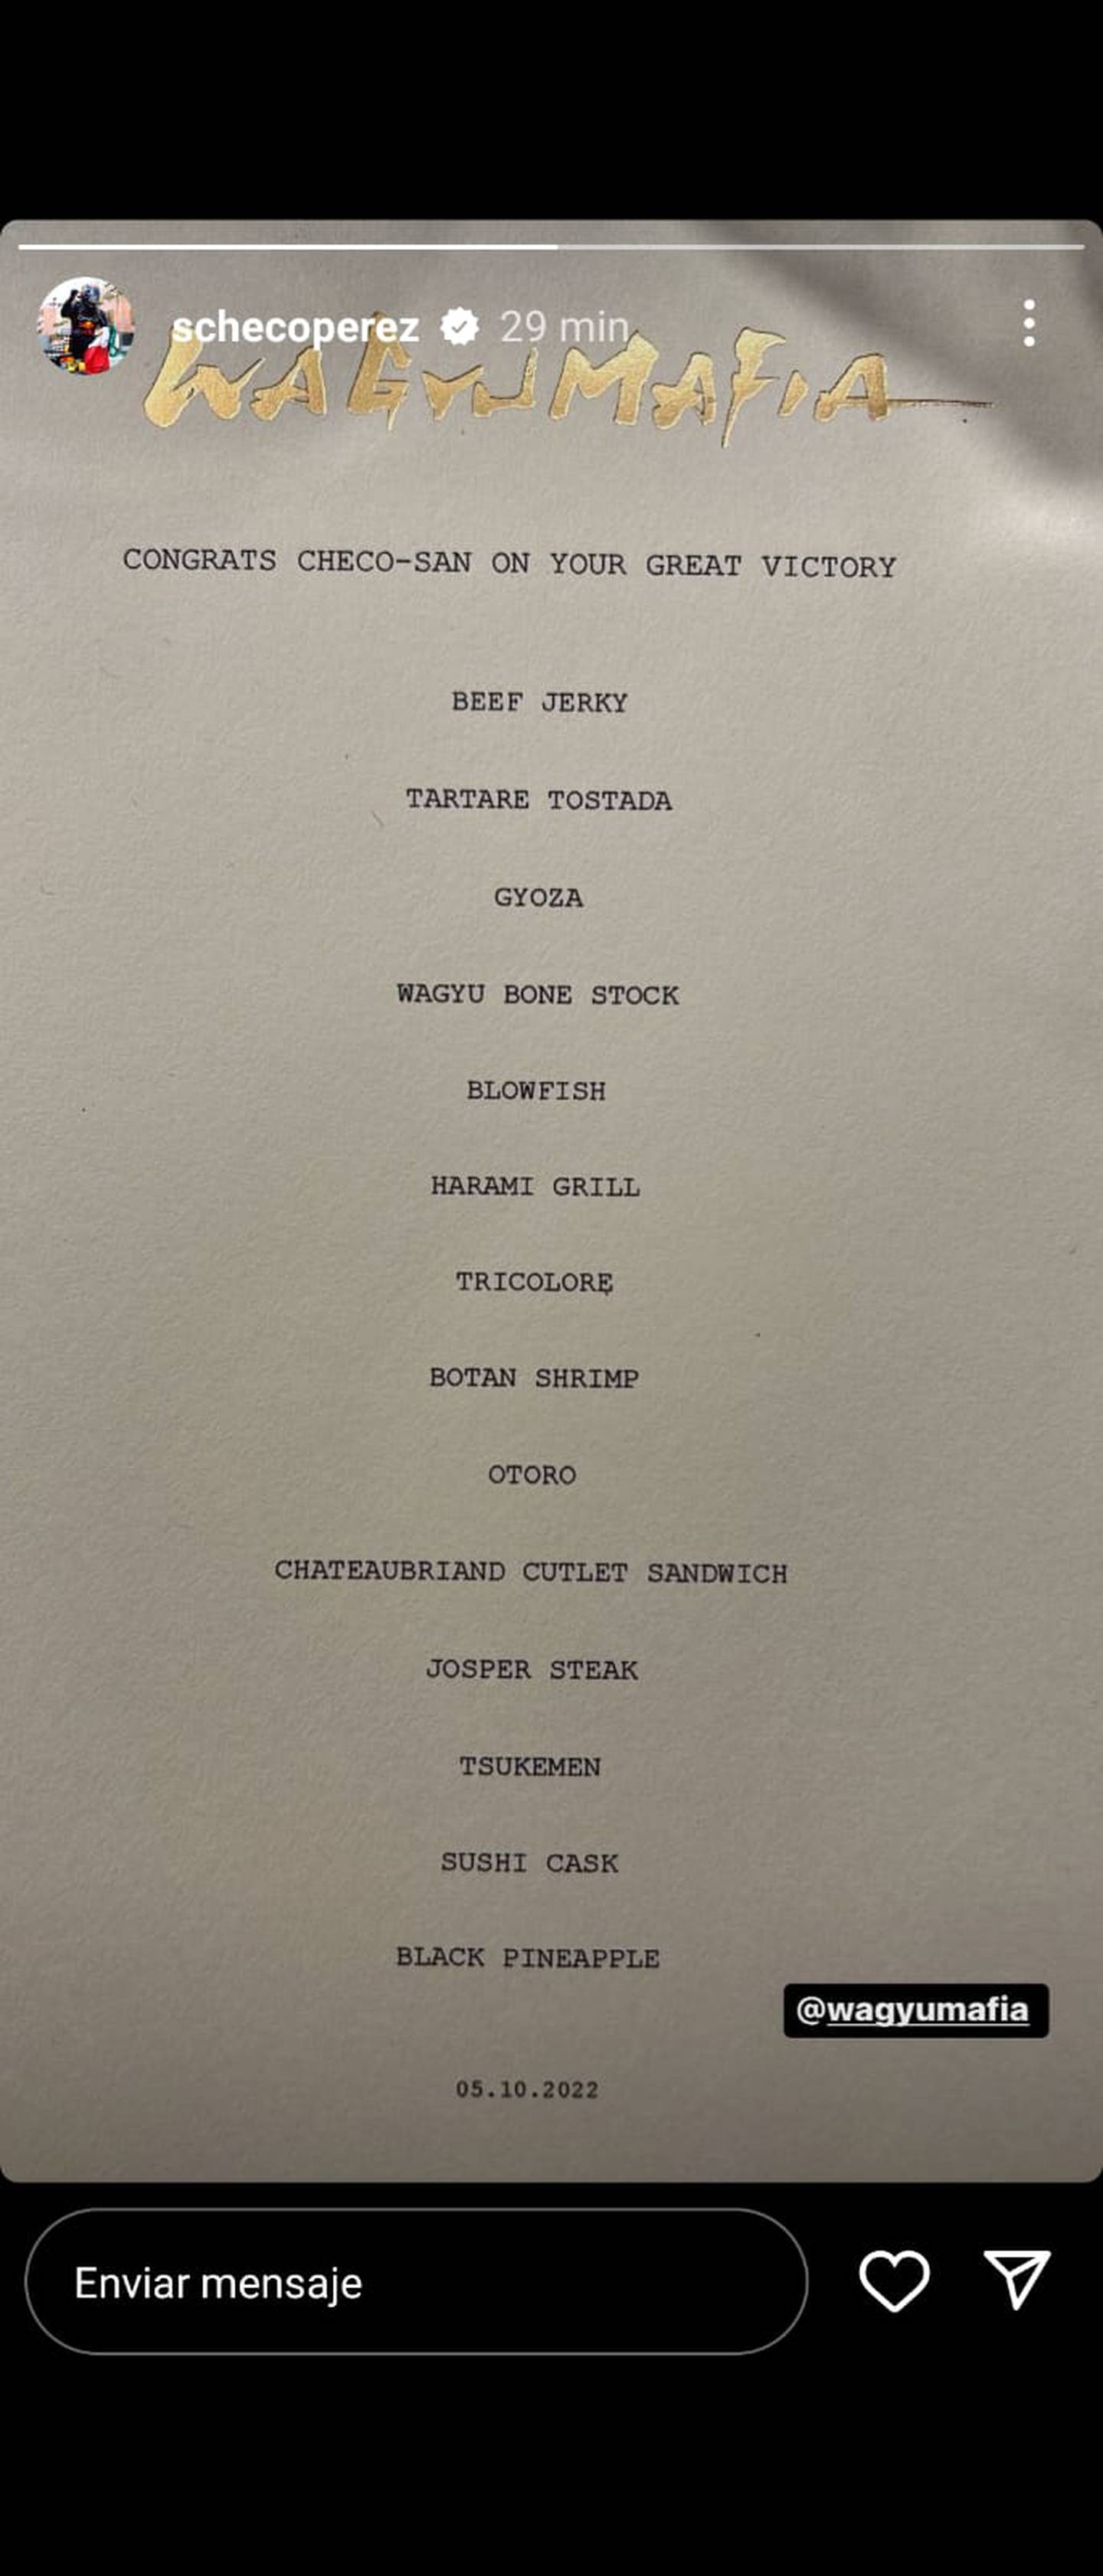 schecoperez 29 min
WAGYUMAFIA
CONGRATS CHECO-SAN ON YOUR GREAT VICTORY
BEEF JERKY
TARTARE TOSTADA
GYOZA
WAGYU BONE STOCK
BLOWFISH
HARAMI GRILL
TRICOLORE
BOTAN SHRIMP
OTORO
CHATEAUBRIAND CUTLET SANDWICH
JOSPER STEAK
TSUKEMEN
SUSHI CASK
BLACK PINEAPPLE
@wagyumafia
05.10.2022
Enviar mensaje